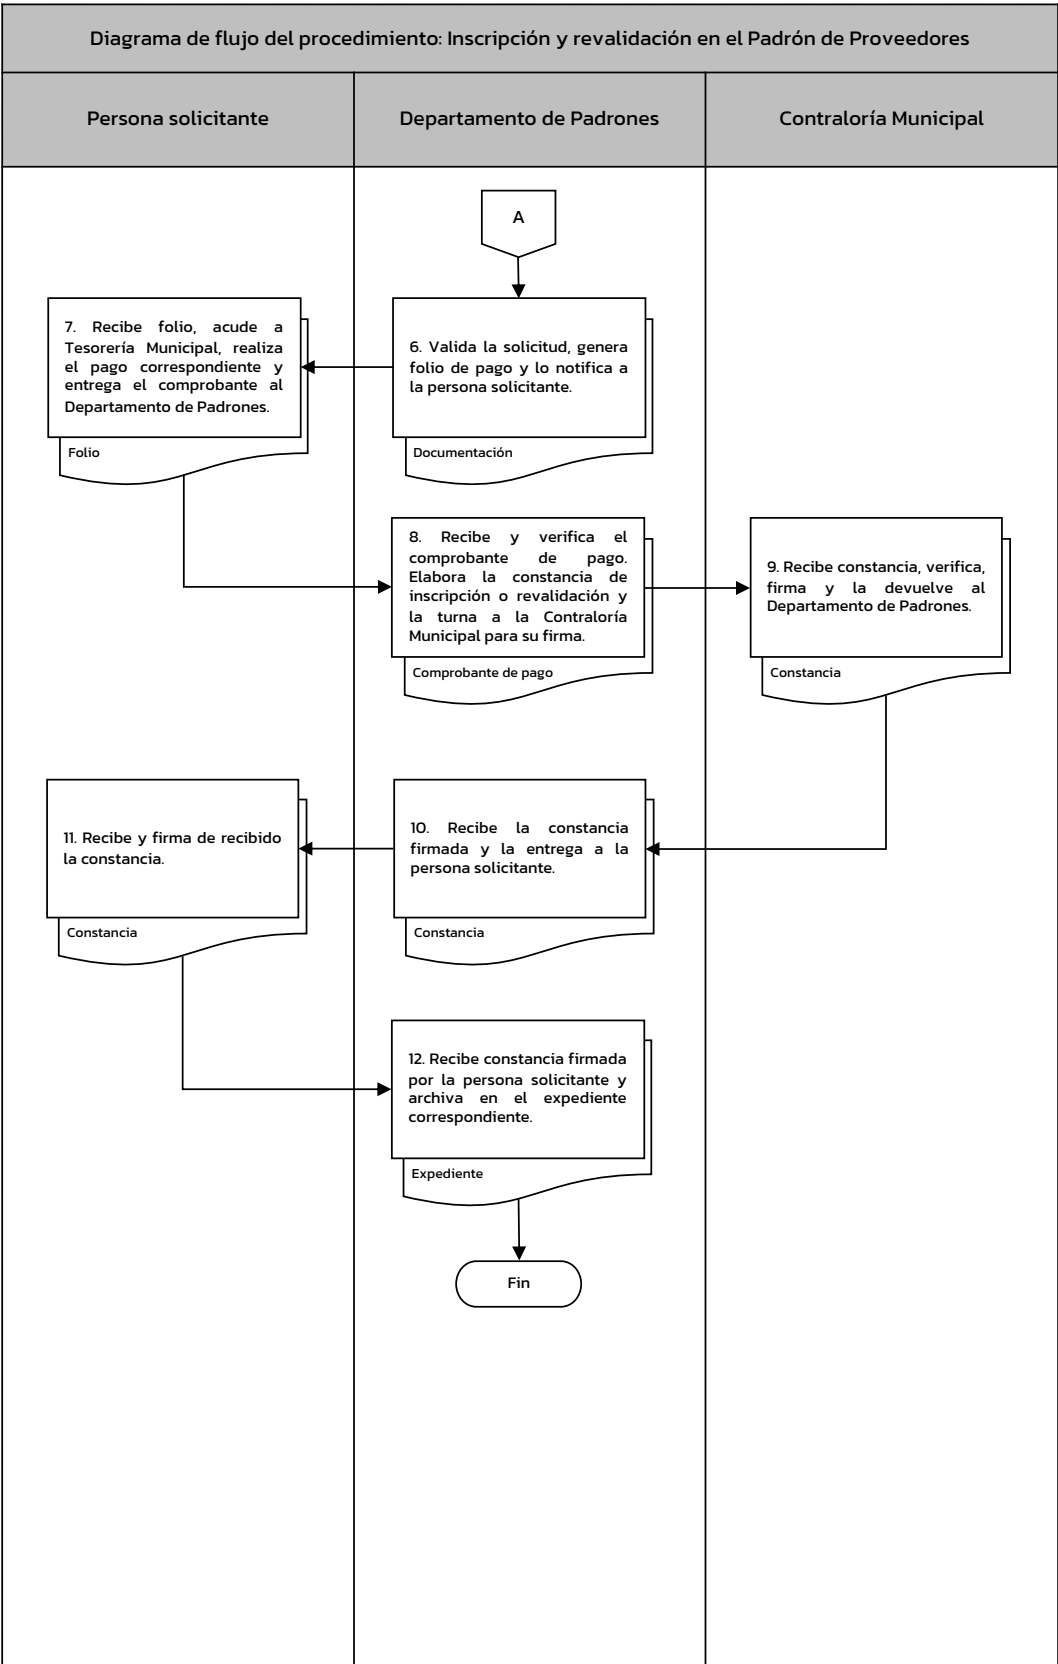 Diagrama de flujo del procedimiento: Inscripción y revalidación en el Padrón de Proveedores
Persona solicitante
Departamento de Padrones
Contraloría Municipal
A
6. Valida la solicitud, genera
folio de pago y lo notifica a
la persona solicitante.
Documentación
7. Recibe folio, acude a
Tesorería Municipal, realiza
el pago correspondiente y
entrega el comprobante al
Departamento de Padrones.
Folio
8. Recibe y verifica el
comprobante de pago.
Elabora la constancia de
inscripción o revalidación y
la turna a la Contraloría
Municipal para su firma.
Comprobante de pago
9. Recibe constancia, verifica,
firma y la devuelve al
Departamento de Padrones.
Constancia
10. Recibe la constancia
firmada y la entrega a la
persona solicitante.
Constancia
11. Recibe y firma de recibido
la constancia.
Constancia
12. Recibe constancia firmada
por la persona solicitante y
archiva en el expediente
correspondiente.
Expediente
Fin